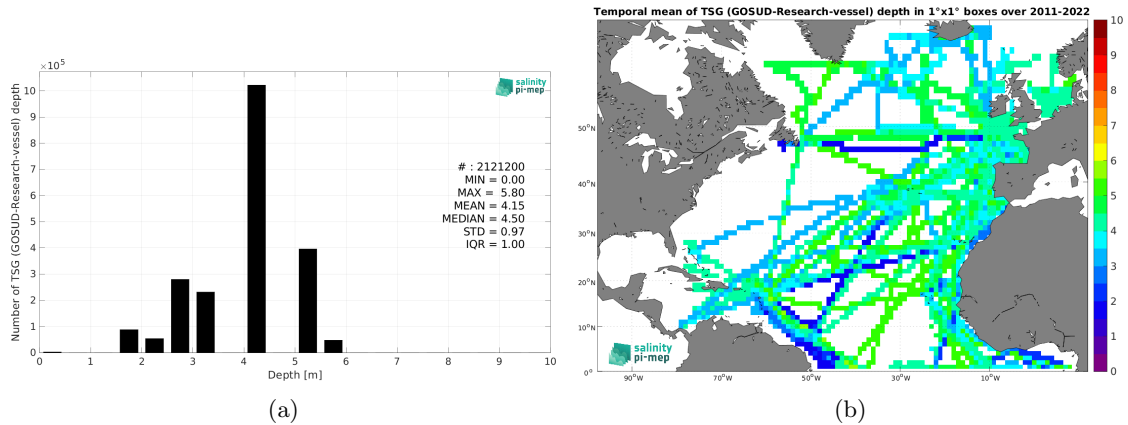 ×10⁵
10
9
8
7
6
5
4
3
2
1
0
Number of TSG (GOSUD-Research-vessel) depth
salinity
pi-mep
# : 2121200
MIN = 0.00
MAX = 5.80
MEAN = 4.15
MEDIAN = 4.50
STD = 0.97
IQR = 1.00
0 1 2 3 4 5 6 7 8 9 10
Depth [m]
(a)
Temporal mean of TSG (GOSUD-Research-vessel) depth in 1°x1° boxes over 2011-2022
50°N
40°N
30°N
20°N
10°N
0°
salinity
pi-mep
90°W 70°W 50°W 30°W 10°W
10
9
8
7
6
5
4
3
2
1
0
(b)